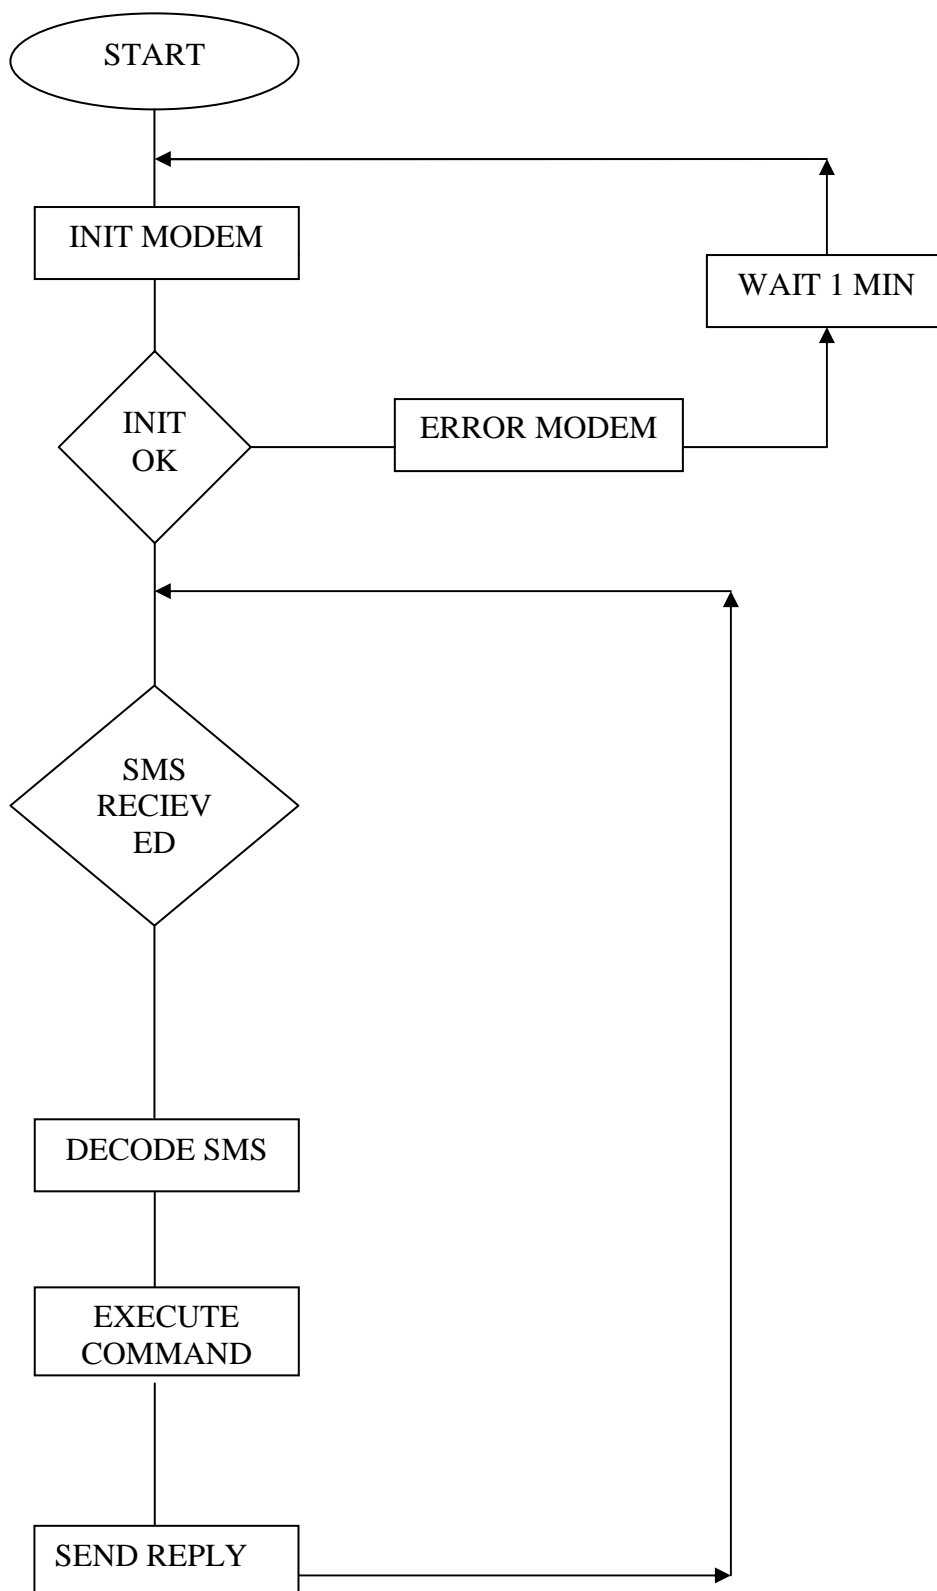 START
INIT MODEM
WAIT 1 MIN
INIT
OK
ERROR MODEM
SMS
RECIEV
ED
DECODE SMS
EXECUTE
COMMAND
SEND REPLY